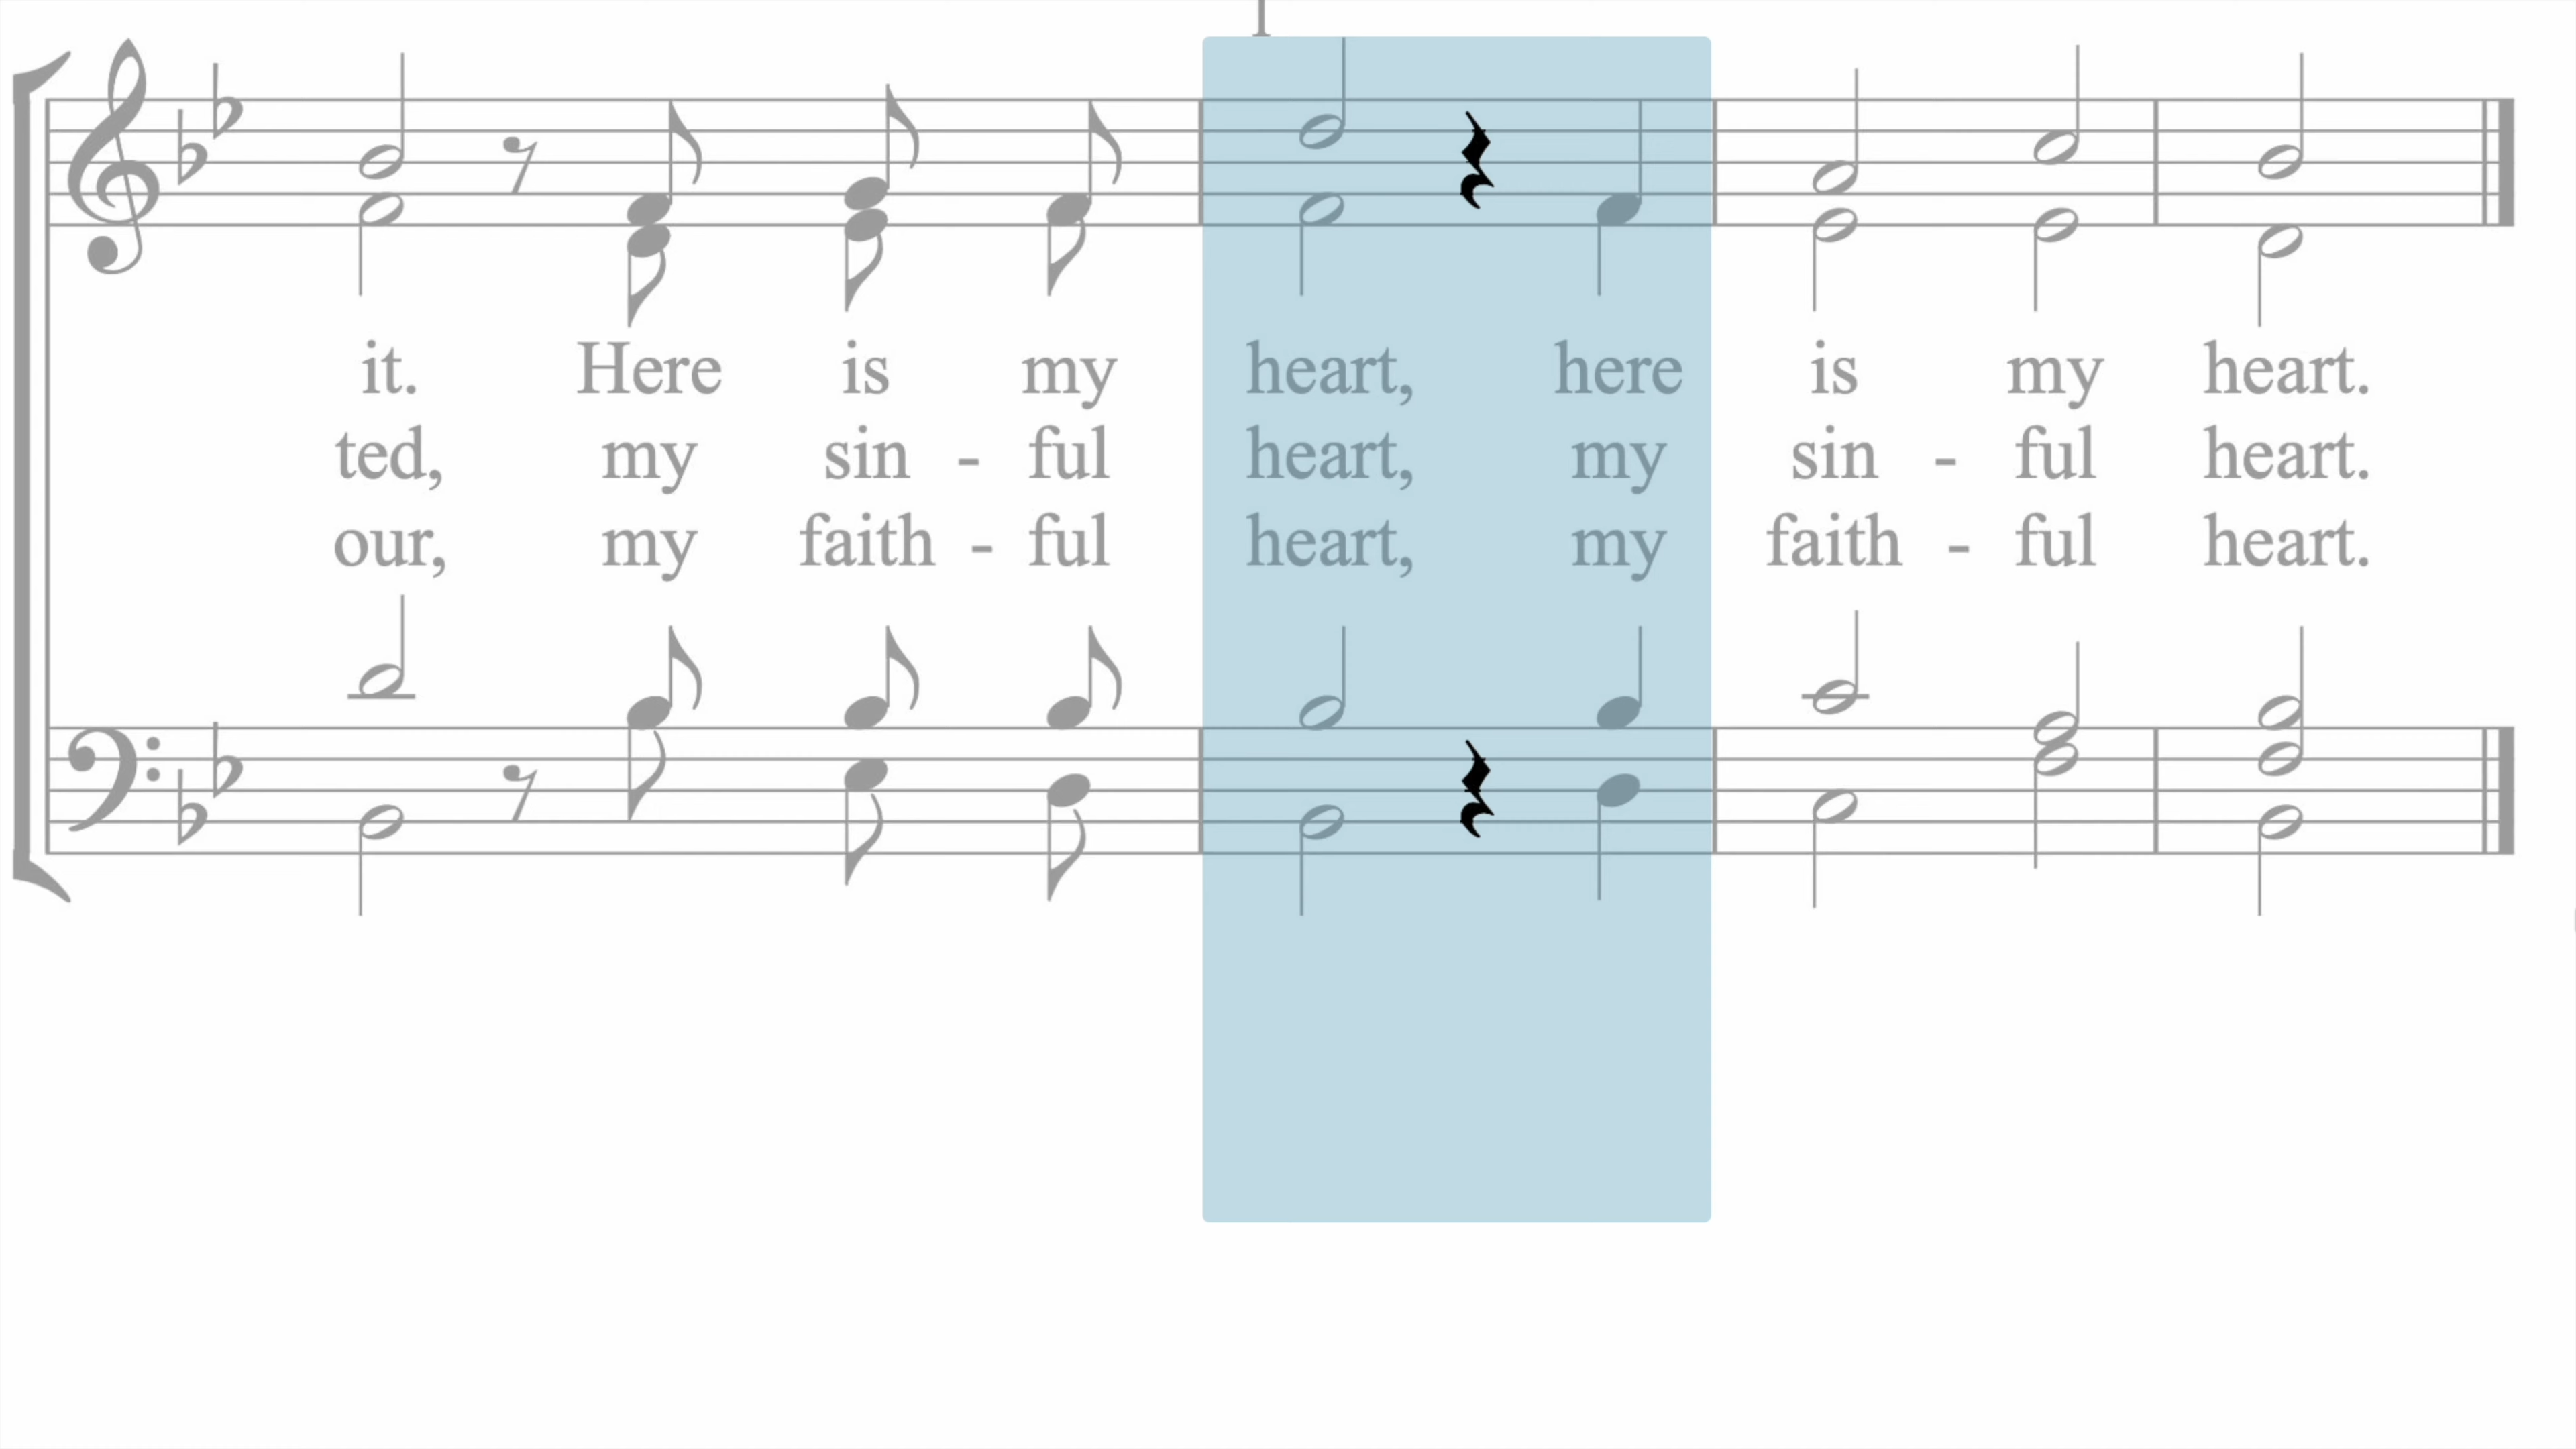 it. Here is my heart, here is my heart.
ted, my sin - ful heart, my sin - ful heart.
our, my faith - ful heart, my faith - ful heart.